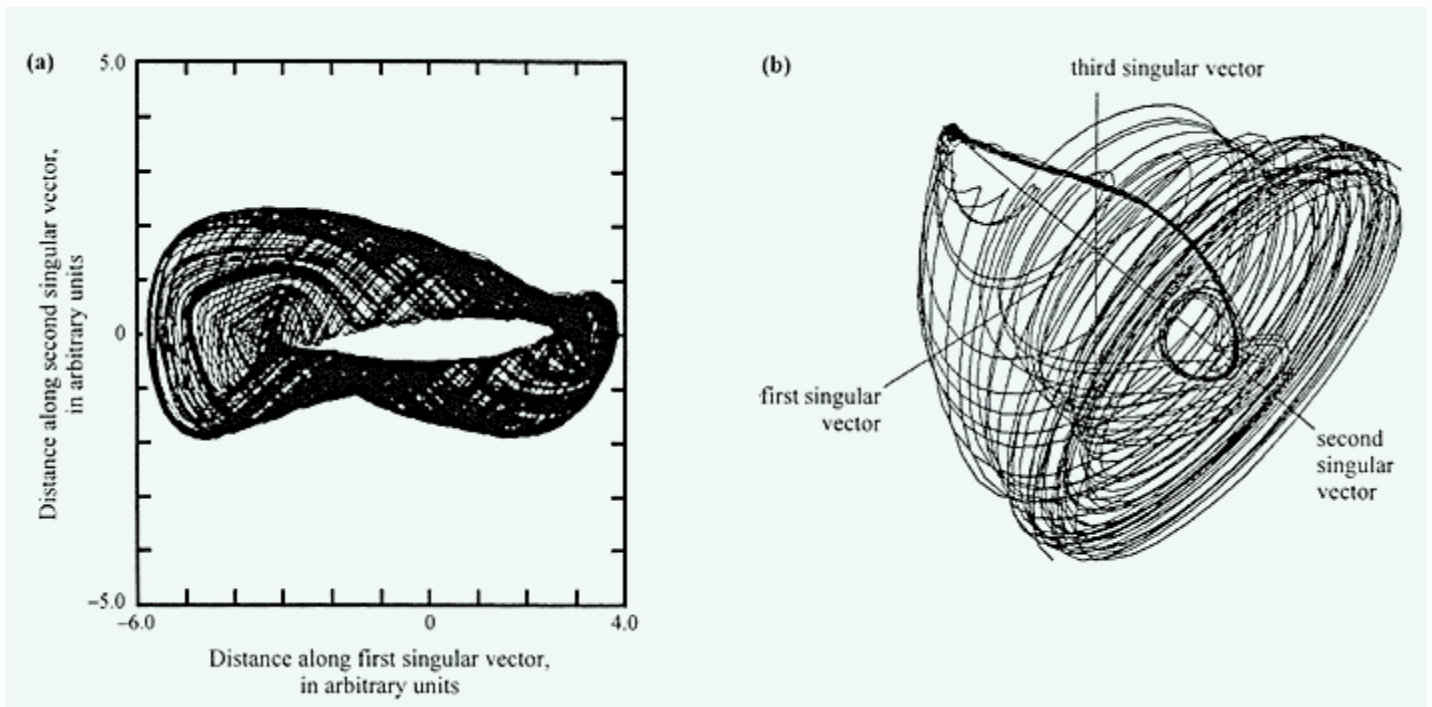 (a)
5.0
0
–5.0
–6.0
0
4.0
Distance along second singular vector,
in arbitrary units
Distance along first singular vector,
in arbitrary units
(b)
third singular vector
first singular
vector
second
singular
vector